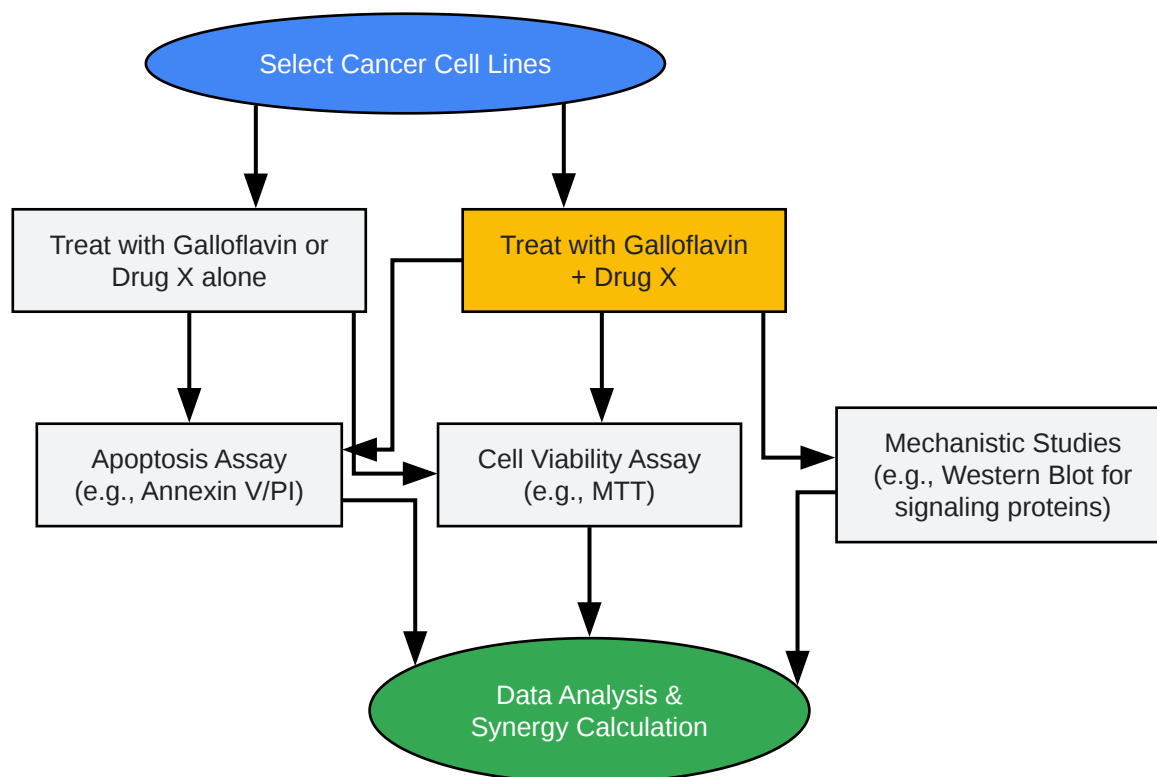 Select Cancer Cell Lines
Treat with Galloflavin or
Drug X alone
Treat with Galloflavin
+ Drug X
Apoptosis Assay
(e.g., Annexin V/PI)
Cell Viability Assay
(e.g., MTT)
Mechanistic Studies
(e.g., Western Blot for
signaling proteins)
Data Analysis &
Synergy Calculation